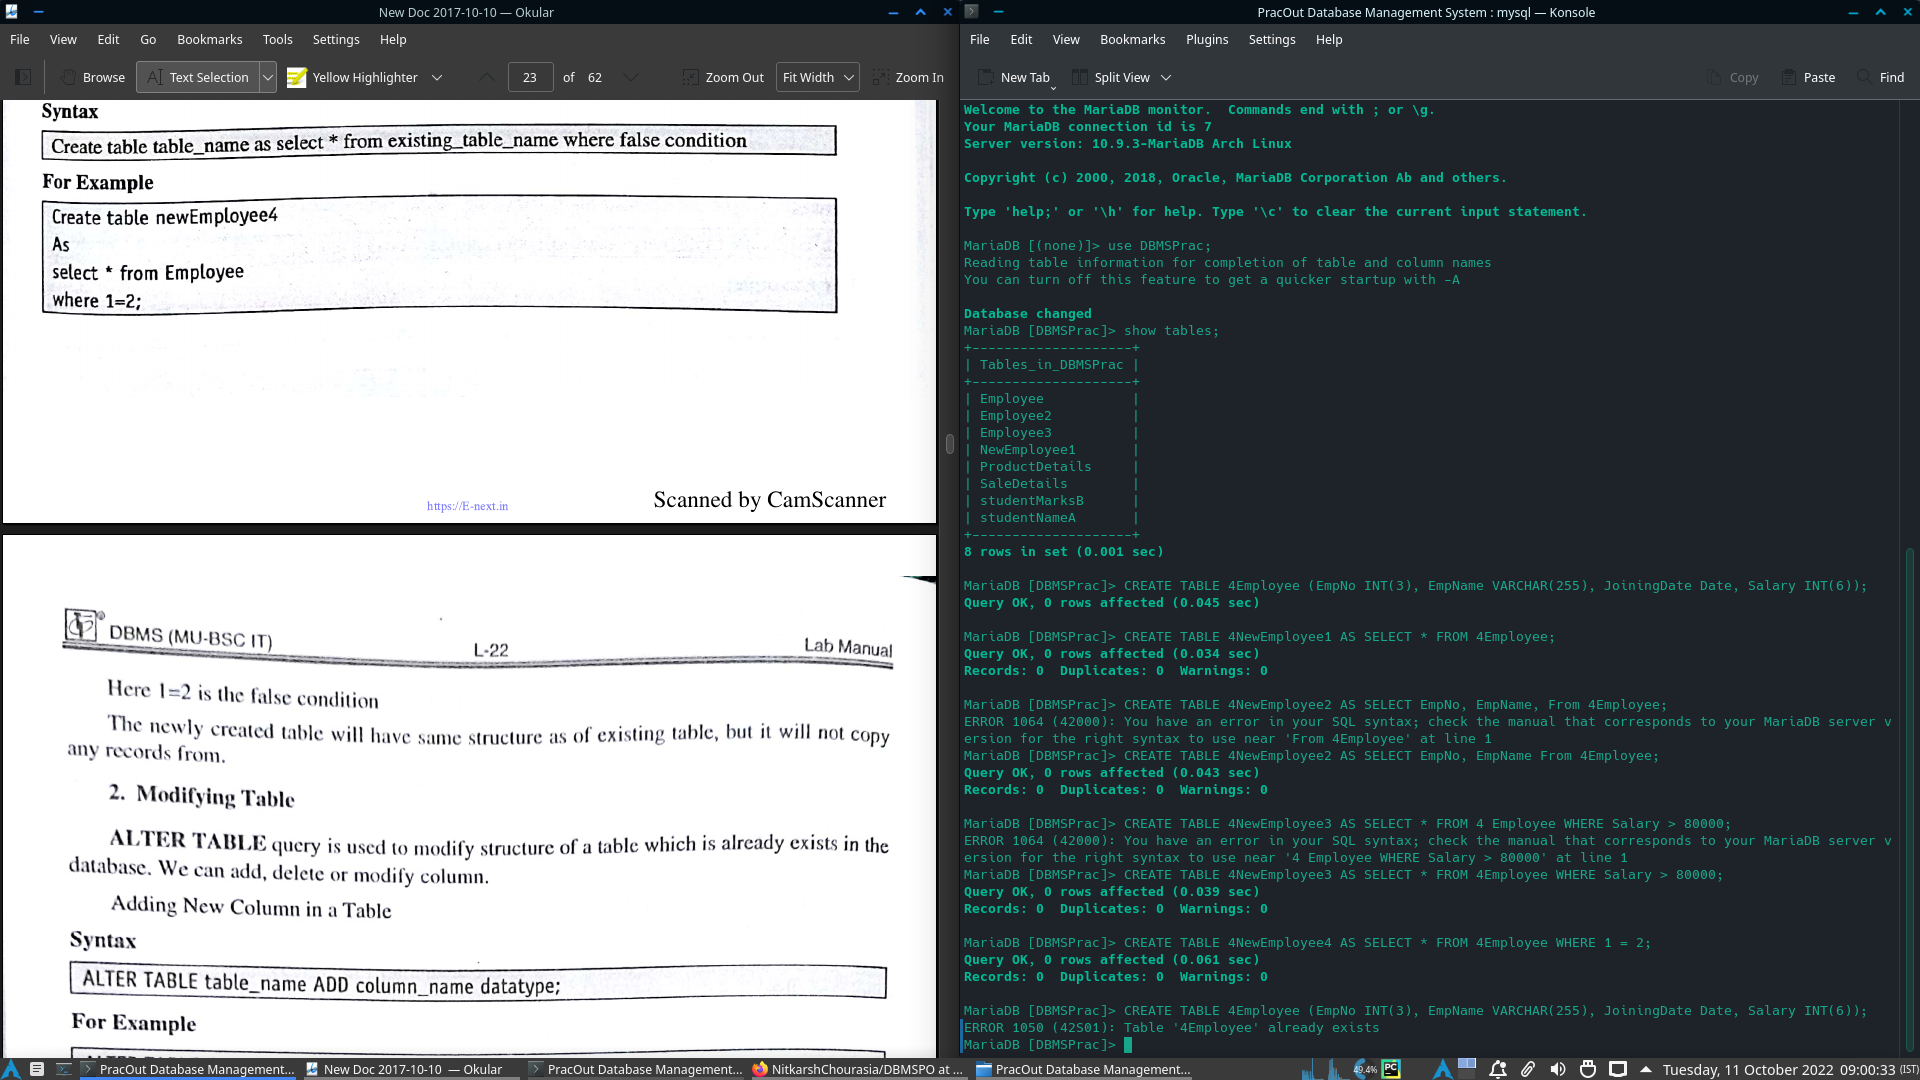 New Doc 2017-10-10 — Okular
File View Edit Go Bookmarks Tools Settings Help
Browse Text Selection Yellow Highlighter 23 of 62 Zoom Out Fit Width Zoom In
Syntax
Create table table_name as select * from existing_table_name where false condition
For Example
Create table newEmployee4
As
select * from Employee
where 1=2;
https://E-next.in
Scanned by CamScanner
DBMS (MU-BSC IT) L-22 Lab Manual
Here 1=2 is the false condition
The newly created table will have same structure as of existing table, but it will not copy
any records from.
2. Modifying Table
ALTER TABLE query is used to modify structure of a table which is already exists in the
database. We can add, delete or modify column.
Adding New Column in a Table
Syntax
ALTER TABLE table_name ADD column_name datatype;
For Example
PracOut Database Management System : mysql — Konsole
File Edit View Bookmarks Plugins Settings Help
New Tab Split View Copy Paste Find
Welcome to the MariaDB monitor.  Commands end with ; or \g.
Your MariaDB connection id is 7
Server version: 10.9.3-MariaDB Arch Linux
Copyright (c) 2000, 2018, Oracle, MariaDB Corporation Ab and others.
Type 'help;' or '\h' for help. Type '\c' to clear the current input statement.
MariaDB [(none)]> use DBMSPrac;
Reading table information for completion of table and column names
You can turn off this feature to get a quicker startup with -A
Database changed
MariaDB [DBMSPrac]> show tables;
+--------------------+
| Tables_in_DBMSPrac |
+--------------------+
| Employee           |
| Employee2          |
| Employee3          |
| NewEmployee1       |
| ProductDetails     |
| SaleDetails        |
| studentMarksB      |
| studentNameA       |
+--------------------+
8 rows in set (0.001 sec)
MariaDB [DBMSPrac]> CREATE TABLE 4Employee (EmpNo INT(3), EmpName VARCHAR(255), JoiningDate Date, Salary INT(6));
Query OK, 0 rows affected (0.045 sec)
MariaDB [DBMSPrac]> CREATE TABLE 4NewEmployee1 AS SELECT * FROM 4Employee;
Query OK, 0 rows affected (0.034 sec)
Records: 0  Duplicates: 0  Warnings: 0
MariaDB [DBMSPrac]> CREATE TABLE 4NewEmployee2 AS SELECT EmpNo, EmpName, From 4Employee;
ERROR 1064 (42000): You have an error in your SQL syntax; check the manual that corresponds to your MariaDB server v
ersion for the right syntax to use near 'From 4Employee' at line 1
MariaDB [DBMSPrac]> CREATE TABLE 4NewEmployee2 AS SELECT EmpNo, EmpName From 4Employee;
Query OK, 0 rows affected (0.043 sec)
Records: 0  Duplicates: 0  Warnings: 0
MariaDB [DBMSPrac]> CREATE TABLE 4NewEmployee3 AS SELECT * FROM 4 Employee WHERE Salary > 80000;
ERROR 1064 (42000): You have an error in your SQL syntax; check the manual that corresponds to your MariaDB server v
ersion for the right syntax to use near '4 Employee WHERE Salary > 80000' at line 1
MariaDB [DBMSPrac]> CREATE TABLE 4NewEmployee3 AS SELECT * FROM 4Employee WHERE Salary > 80000;
Query OK, 0 rows affected (0.039 sec)
Records: 0  Duplicates: 0  Warnings: 0
MariaDB [DBMSPrac]> CREATE TABLE 4NewEmployee4 AS SELECT * FROM 4Employee WHERE 1 = 2;
Query OK, 0 rows affected (0.061 sec)
Records: 0  Duplicates: 0  Warnings: 0
MariaDB [DBMSPrac]> CREATE TABLE 4Employee (EmpNo INT(3), EmpName VARCHAR(255), JoiningDate Date, Salary INT(6));
ERROR 1050 (42S01): Table '4Employee' already exists
MariaDB [DBMSPrac]>
PracOut Database Management... New Doc 2017-10-10 — Okular PracOut Database Management... NitkarshChourasia/DBMSPO at ... PracOut Database Management... 49.4% PC Tuesday, 11 October 2022 09:00:33 (IST)